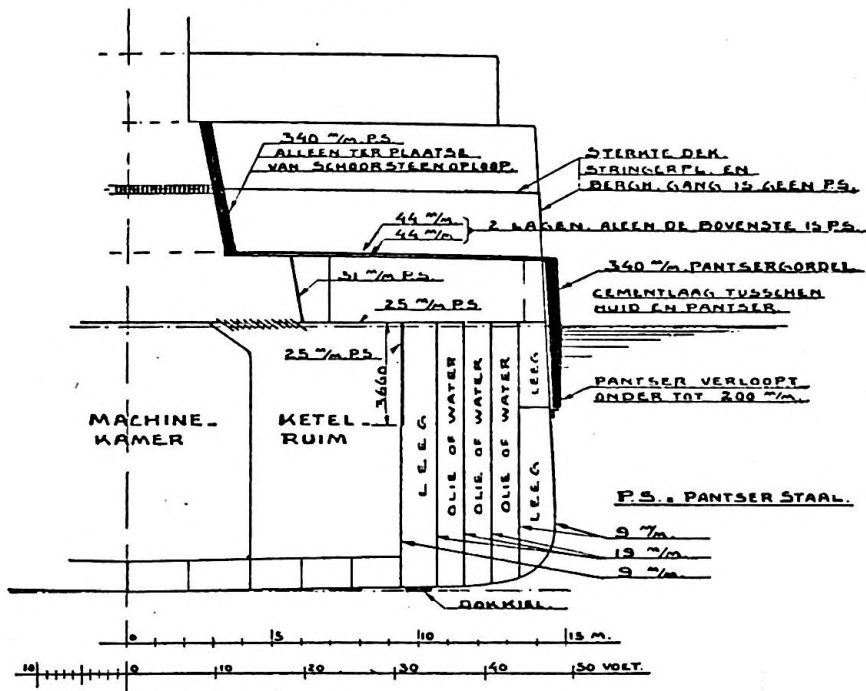 340 m/m. P.S.
ALLEEN TER PLAATSE
VAN SCHOORSTEENOPLOOP.
STERKTE DEK.
STRINGERPL. EN
BERGH. GANG IS GEEN P.S.
44 m/m.
44 m/m.
2 LAGEN. ALEEN DE BOVENSTE IS P.S.
51 m/m P.S.
340 m/m. PANTSERGORDEL.
CEMENTLAAG TUSSCHEN
HUID EN PANTSER.
25 m/m P.S
25 m/m P.S.
3660
PANTSER VERLOOPT
ONDER TOT 200 m/m.
MACHINE-
KAMER
KETEL-
RUIM
LEEG
OLIE OF WATER
OLIE OF WATER
OLIE OF WATER
LEEG
LEEG
P.S. = PANTSER STAAL.
9 m/m.
19 m/m.
9 m/m.
DOKKIEL.
0 5 10 15 M.
10 0 10 20 30 40 50 VOET.